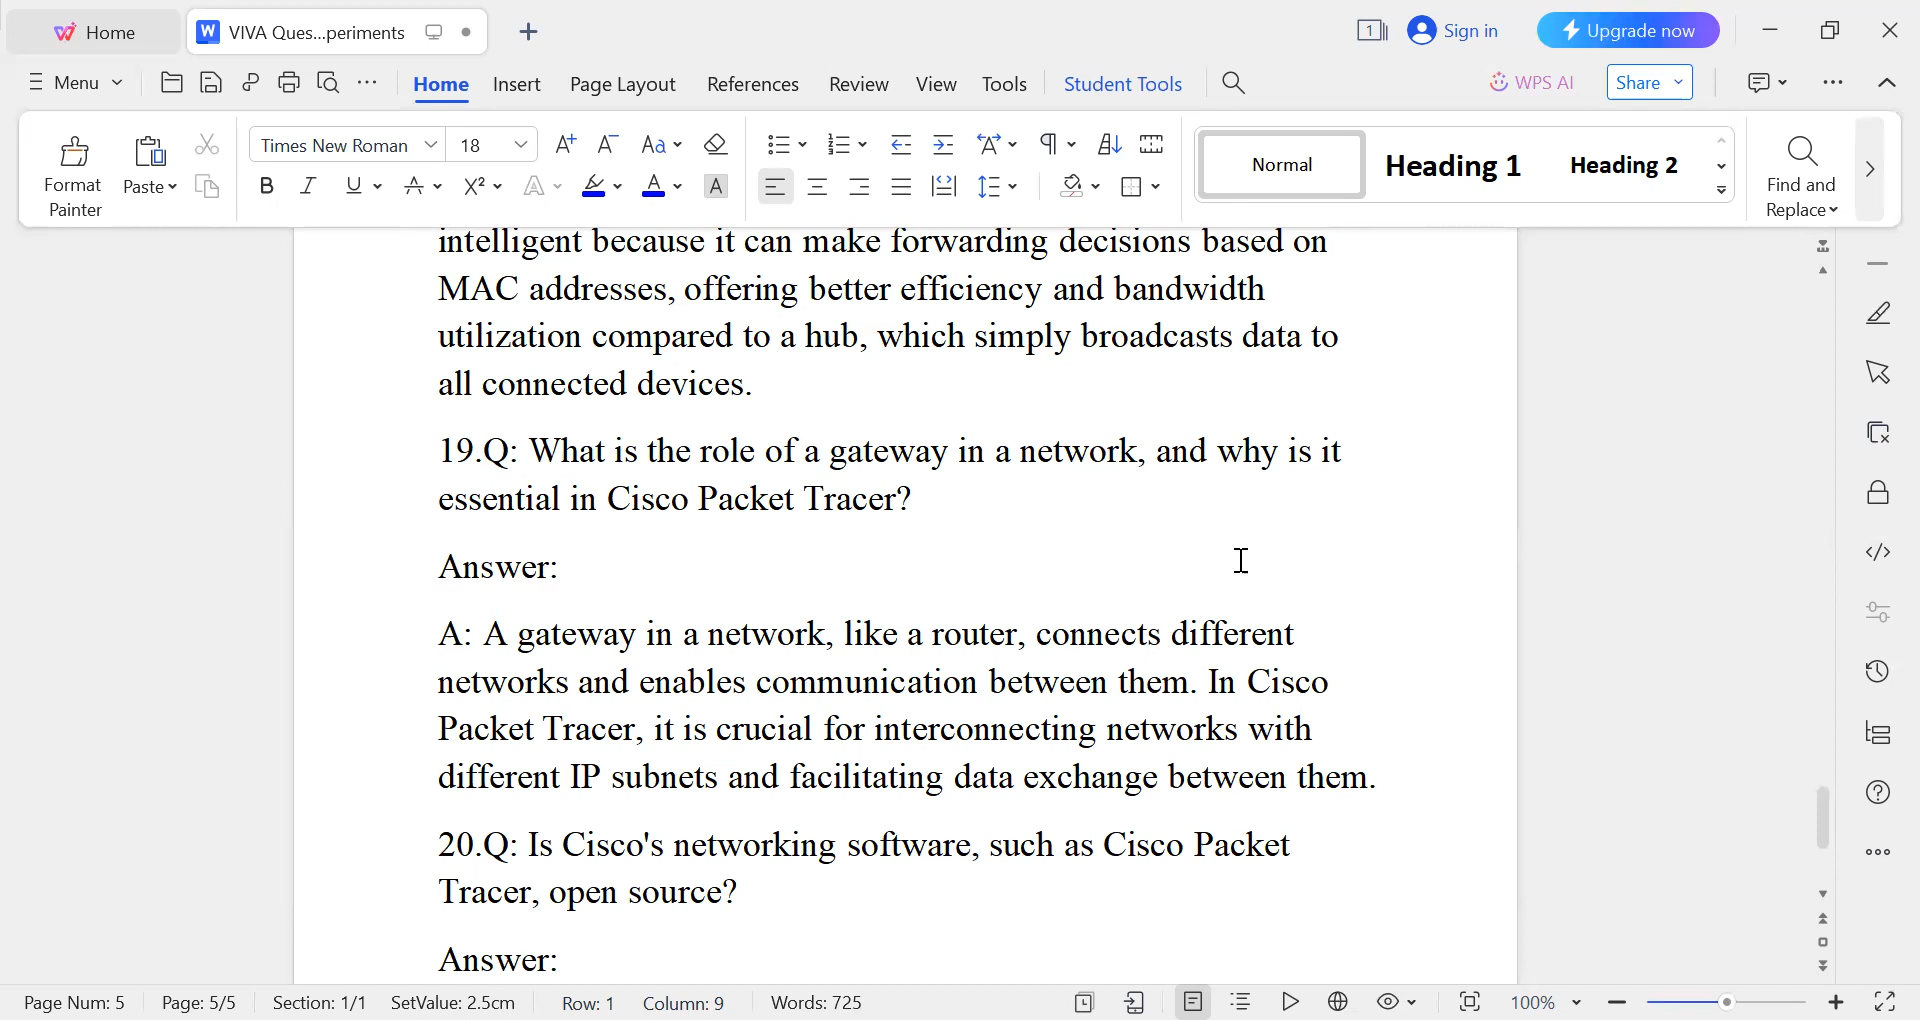 Home
VIVA Ques...periments
1
Sign in
Upgrade now
Menu
Home
Insert
Page Layout
References
Review
View
Tools
Student Tools
WPS AI
Share
Format
Painter
Paste
Times New Roman
18
Normal
Heading 1
Heading 2
Find and
Replace
intelligent because it can make forwarding decisions based on
MAC addresses, offering better efficiency and bandwidth
utilization compared to a hub, which simply broadcasts data to
all connected devices.
19.Q: What is the role of a gateway in a network, and why is it
essential in Cisco Packet Tracer?
Answer:
A: A gateway in a network, like a router, connects different
networks and enables communication between them. In Cisco
Packet Tracer, it is crucial for interconnecting networks with
different IP subnets and facilitating data exchange between them.
20.Q: Is Cisco's networking software, such as Cisco Packet
Tracer, open source?
Answer:
Page Num: 5
Page: 5/5
Section: 1/1
SetValue: 2.5cm
Row: 1
Column: 9
Words: 725
100%